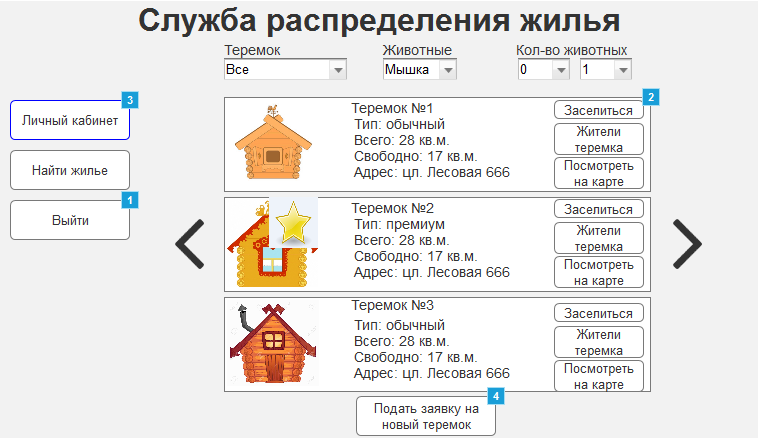 Служба распределения жилья
Теремок Животные Кол-во животных
Все Мышка 0 1
3
Личный кабинет
Найти жилье
1
Выйти
2
Теремок №1
Тип: обычный
Всего: 28 кв.м.
Свободно: 17 кв.м.
Адрес: цл. Лесовая 666
Заселиться
Жители
теремка
Посмотреть
на карте
Теремок №2
Тип: премиум
Всего: 28 кв.м.
Свободно: 17 кв.м.
Адрес: цл. Лесовая 666
Заселиться
Жители
теремка
Посмотреть
на карте
Теремок №3
Тип: обычный
Всего: 28 кв.м.
Свободно: 17 кв.м.
Адрес: цл. Лесовая 666
Заселиться
Жители
теремка
Посмотреть
на карте
4
Подать заявку на
новый теремок